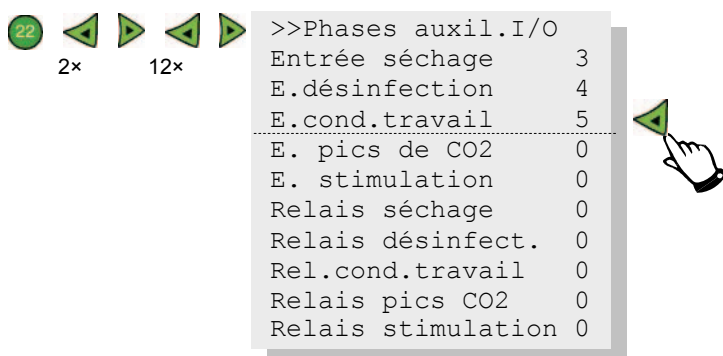 22
2× 12×
>>Phases auxil.I/O
Entrée séchage 3
E.désinfection 4
E.cond.travail 5
E. pics de CO2 0
E. stimulation 0
Relais séchage 0
Relais désinfect. 0
Rel.cond.travail 0
Relais pics CO2 0
Relais stimulation 0